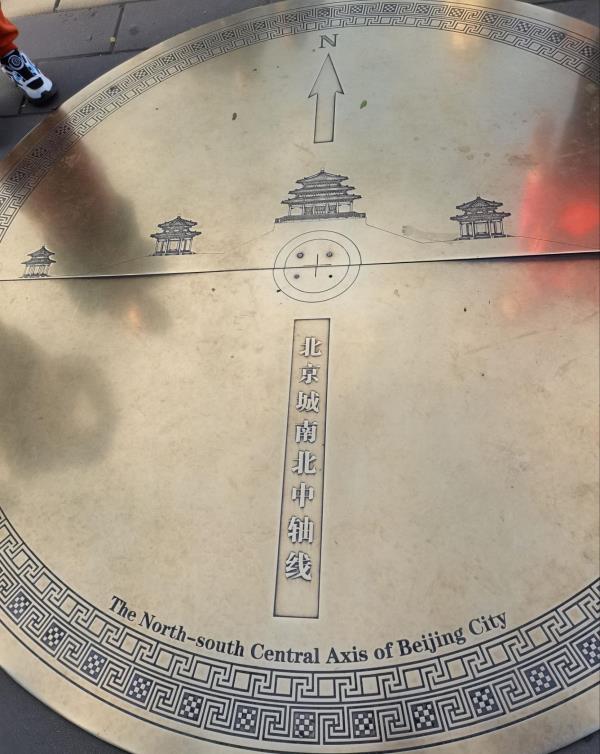 N
北京城南北中轴线
The North-south Central Axis of Beijing City